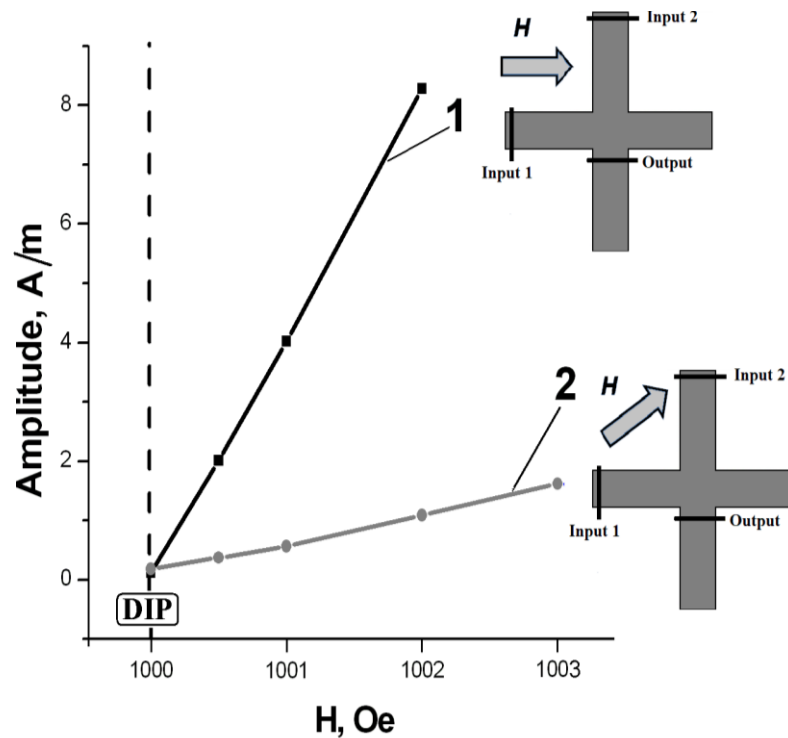 Amplitude, A/m
8
6
4
2
0
DIP
1000
1001
1002
1003
H, Oe
1
2
H
Input 2
Input 1
Output
H
Input 2
Input 1
Output